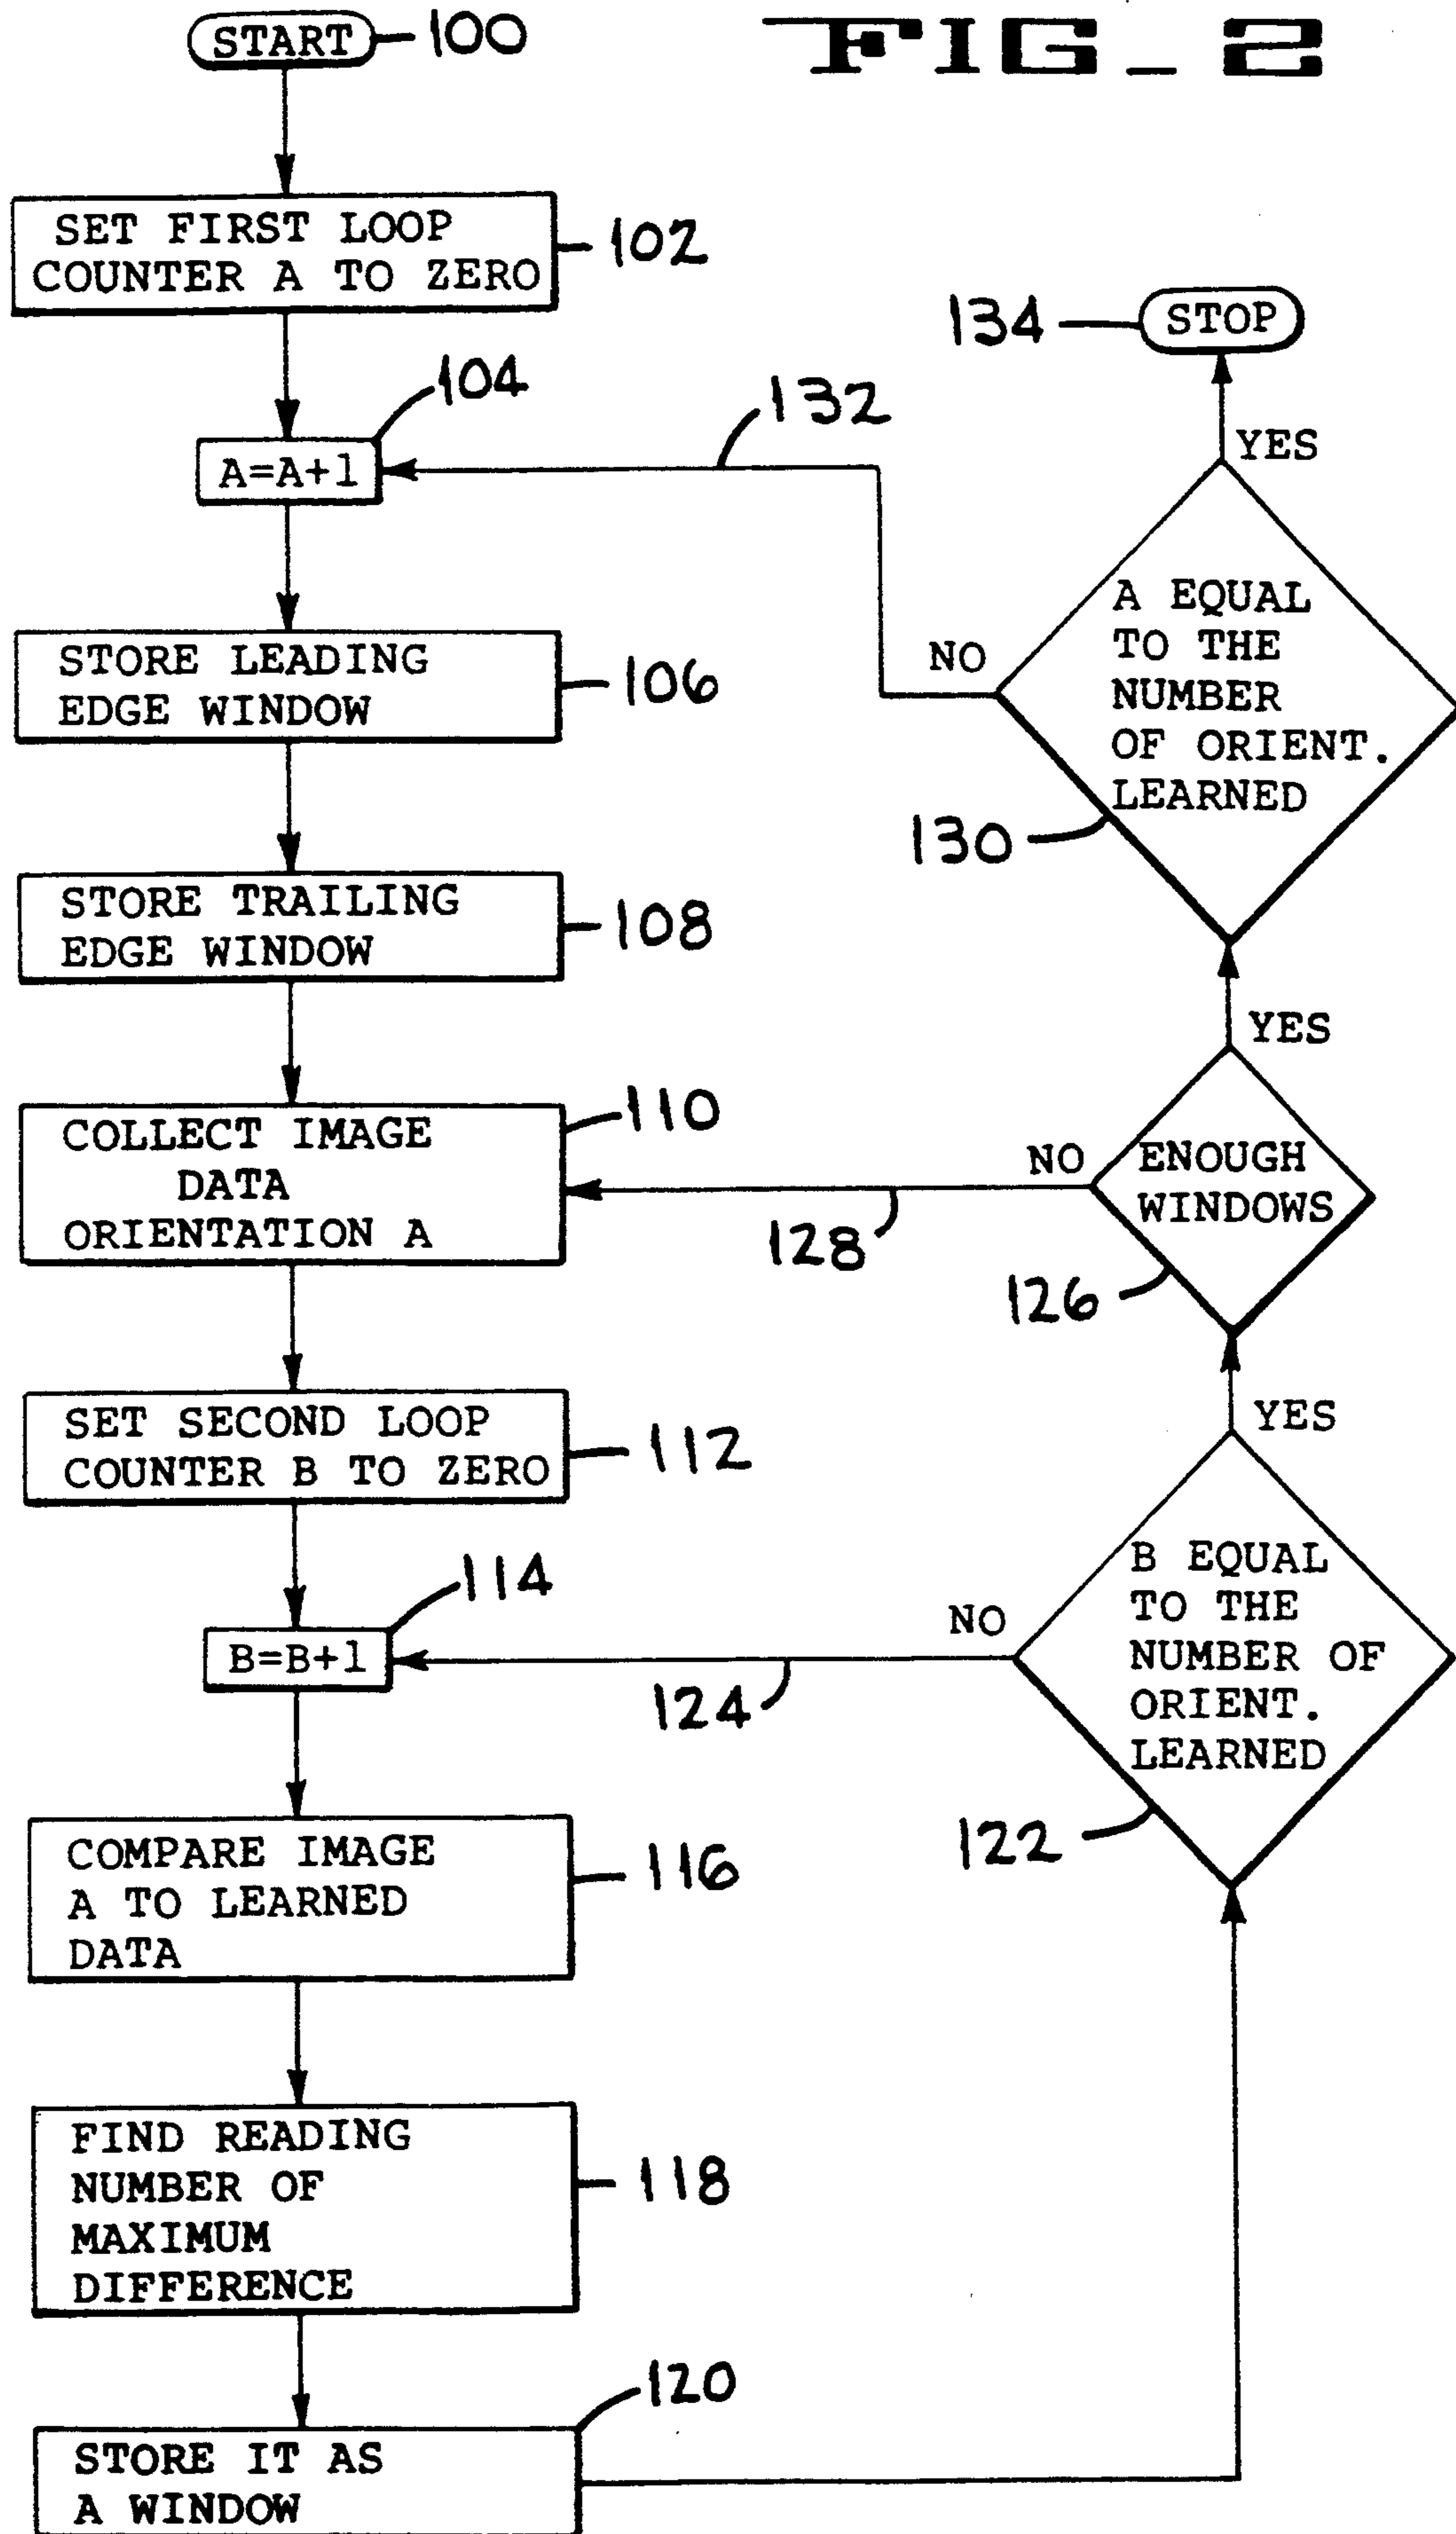 FIG_2
START 100
SET FIRST LOOP
COUNTER A TO ZERO
102
104
A=A+1
STORE LEADING
EDGE WINDOW
106
STORE TRAILING
EDGE WINDOW
108
110
COLLECT IMAGE
DATA
ORIENTATION A
SET SECOND LOOP
COUNTER B TO ZERO
112
114
B=B+1
COMPARE IMAGE
A TO LEARNED
DATA
116
FIND READING
NUMBER OF
MAXIMUM
DIFFERENCE
118
120
STORE IT AS
A WINDOW
134 STOP
YES
132
NO
A EQUAL
TO THE
NUMBER
OF ORIENT.
LEARNED
130
YES
NO
ENOUGH
WINDOWS
128
126
YES
NO
B EQUAL
TO THE
NUMBER OF
ORIENT.
LEARNED
124
122